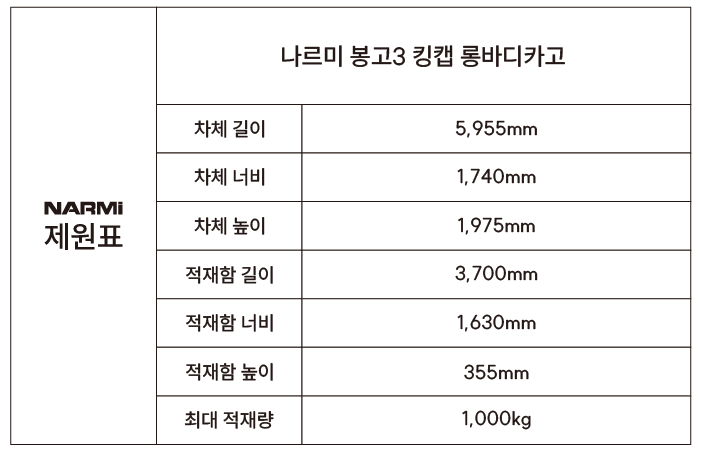 나르미 봉고3 킹캡 롱바디카고
NARMi
제원표
차체 길이 5,955mm
차체 너비 1,740mm
차체 높이 1,975mm
적재함 길이 3,700mm
적재함 너비 1,630mm
적재함 높이 355mm
최대 적재량 1,000kg